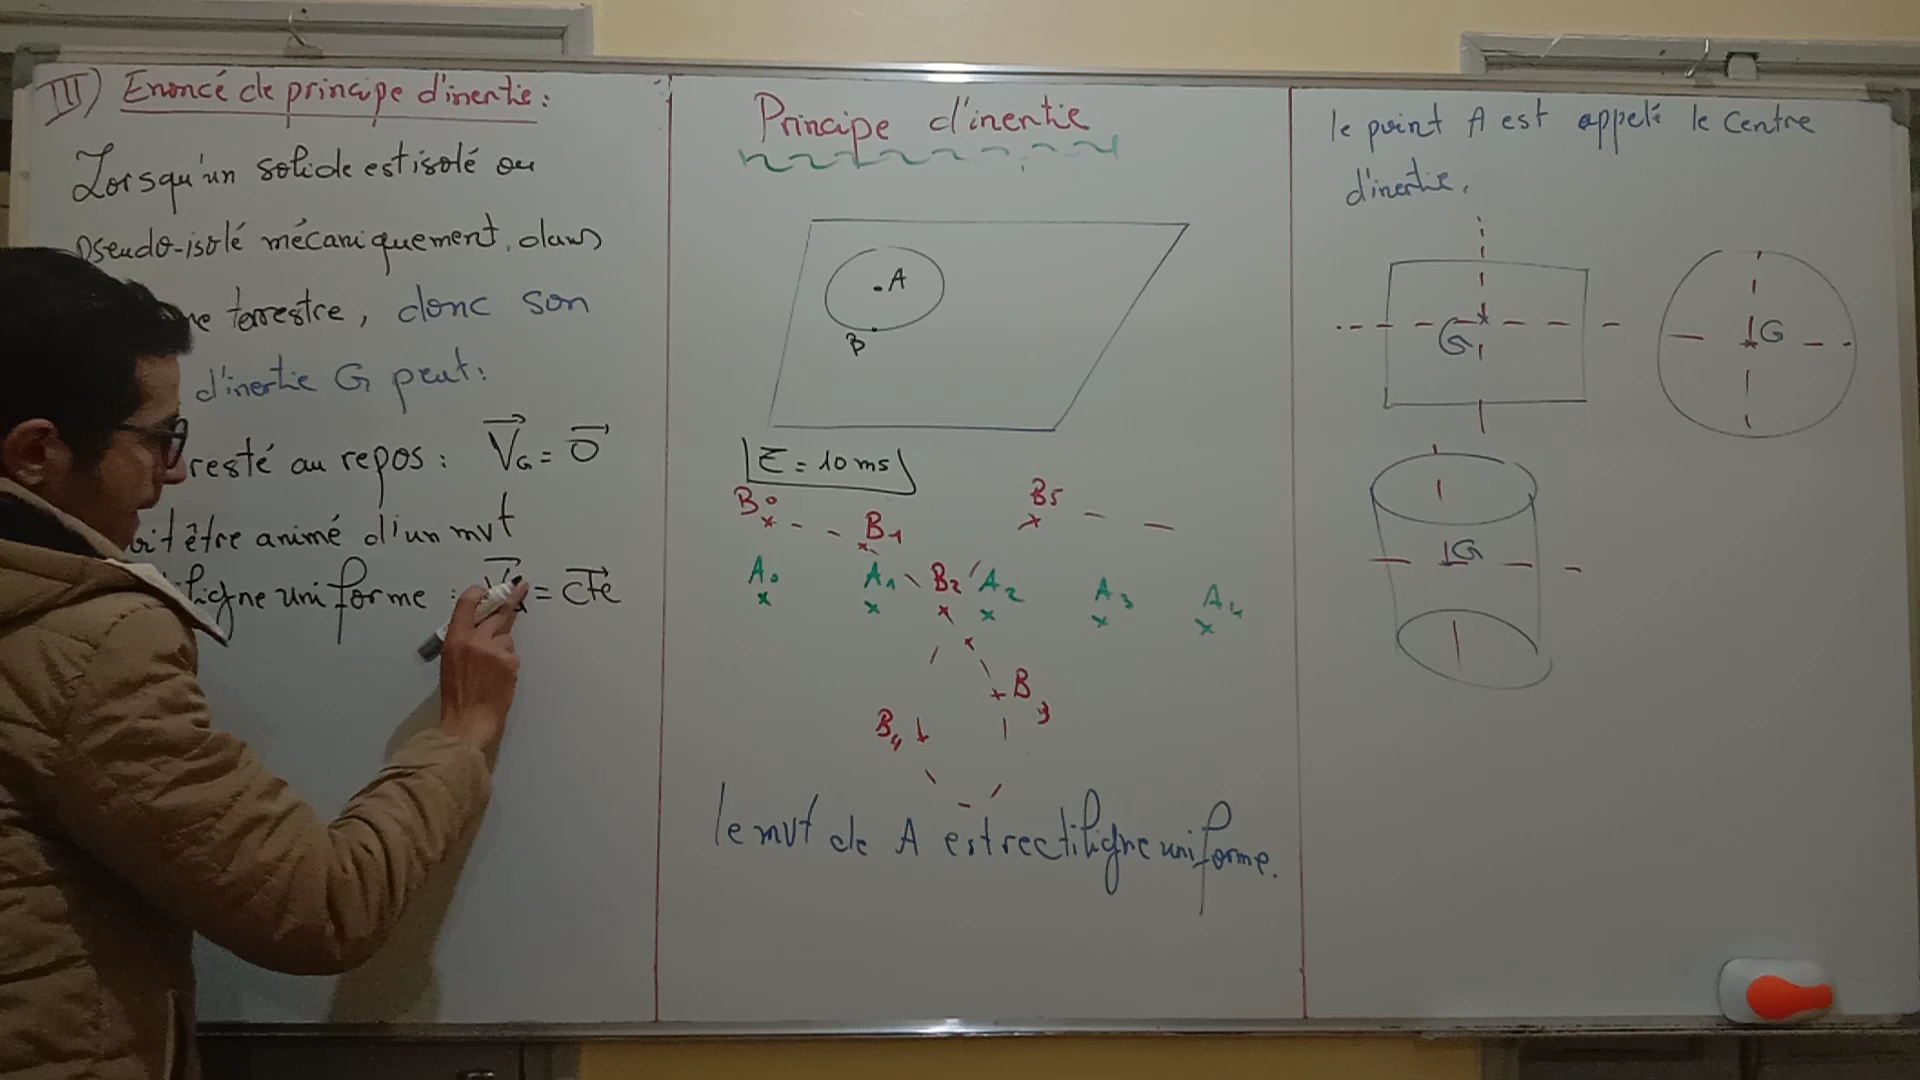 III) Enoncé de principe d'inertie:
Lorsqu'un solide est isolé ou
pseudo-isolé mécaniquement, dans
terrestre, donc son
d'inertie G peut:
resté au repos : VG = 0
être animé d'un mvt
uniforme : = cte
Principe d'inertie
A
B
τ = 10 ms
B0 B1 B5
A0 A1 B2 A2 A3 A4
B3
B4
le mvt de A est rectiligne uniforme.
le point A est appelé le centre
d'inertie.
G G
G